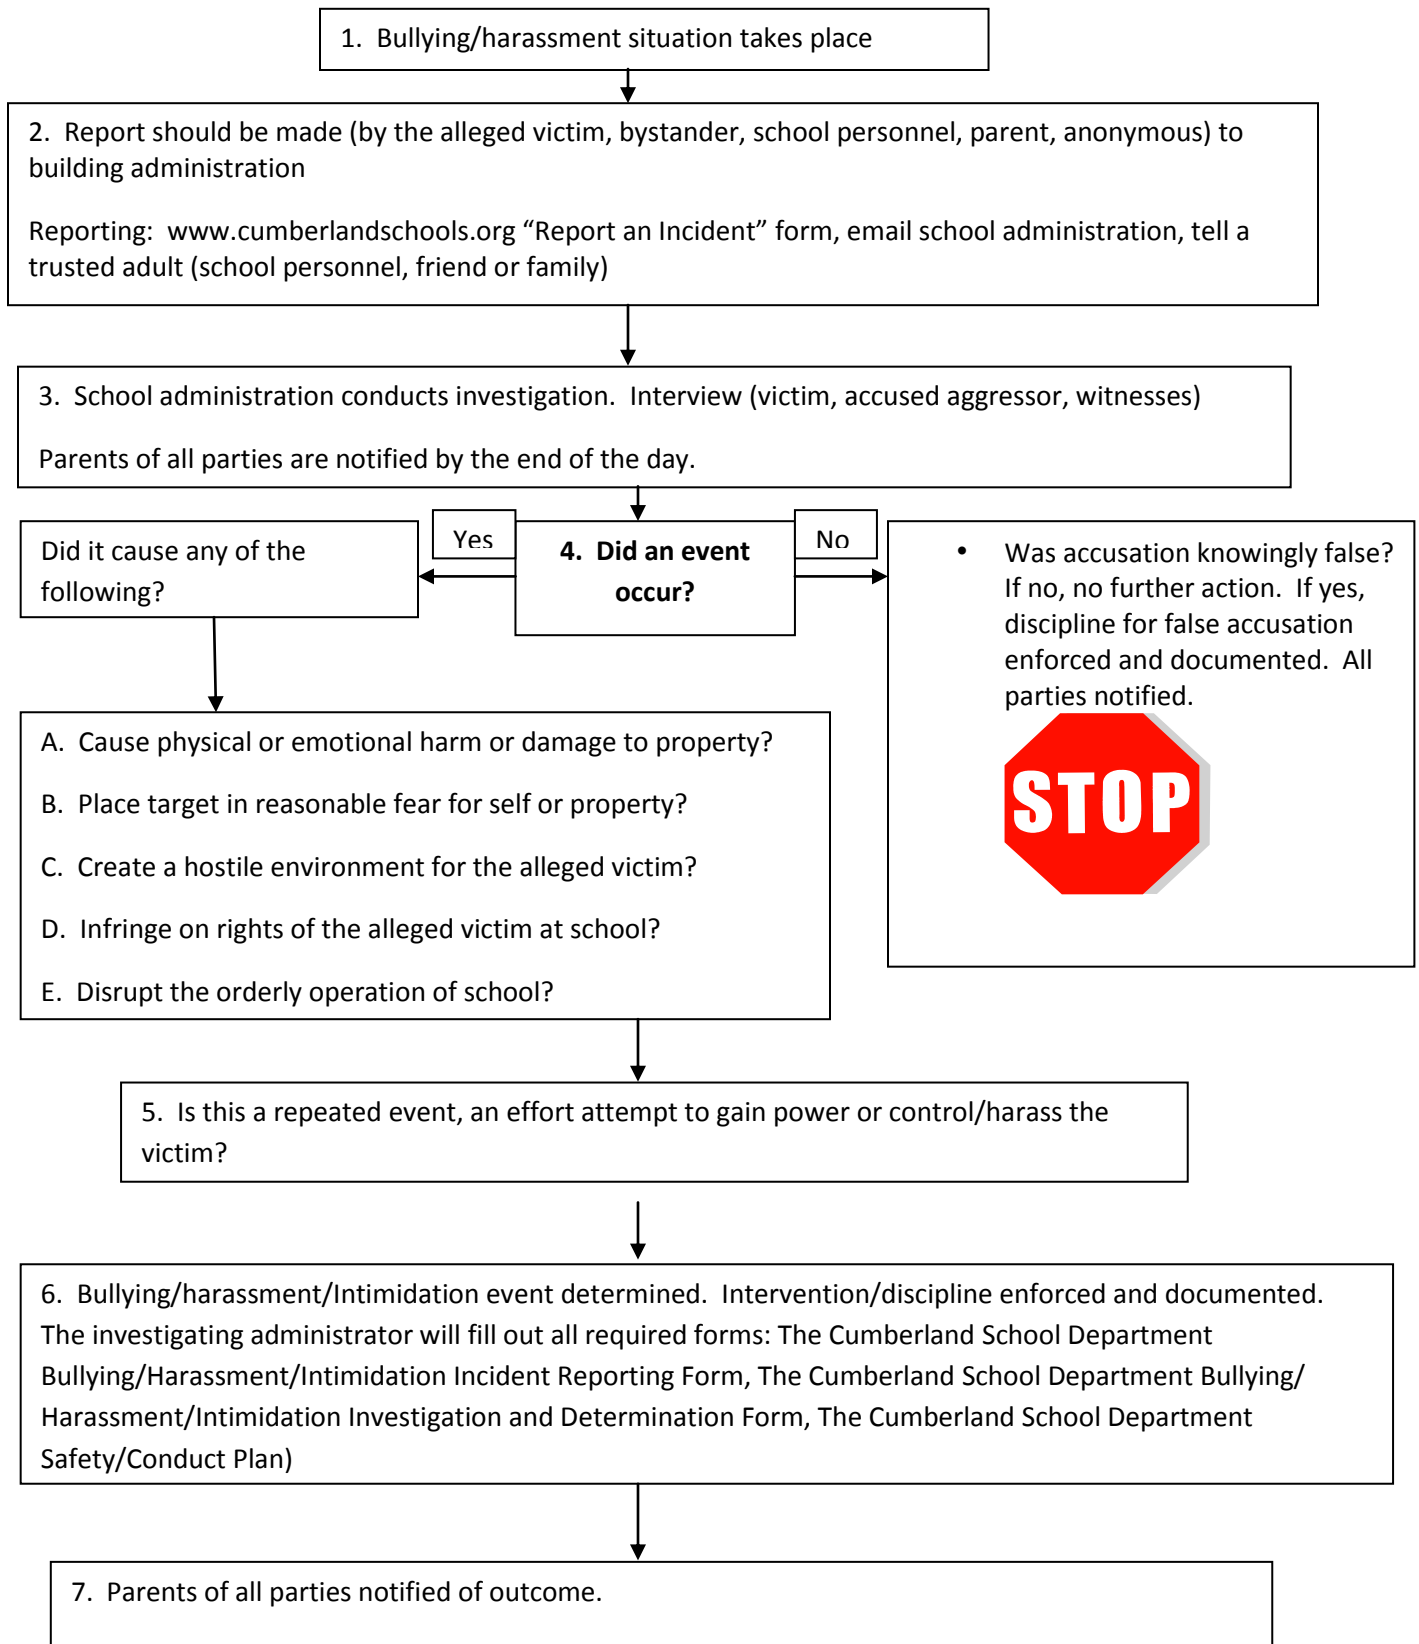 1. Bullying/harassment situation takes place
2. Report should be made (by the alleged victim, bystander, school personnel, parent, anonymous) to
building administration
Reporting: www.cumberlandschools.org “Report an Incident” form, email school administration, tell a
trusted adult (school personnel, friend or family)
3. School administration conducts investigation. Interview (victim, accused aggressor, witnesses)
Parents of all parties are notified by the end of the day.
Did it cause any of the
following?
Yes
4. Did an event
occur?
No
• Was accusation knowingly false?
If no, no further action. If yes,
discipline for false accusation
enforced and documented. All
parties notified.
STOP
A. Cause physical or emotional harm or damage to property?
B. Place target in reasonable fear for self or property?
C. Create a hostile environment for the alleged victim?
D. Infringe on rights of the alleged victim at school?
E. Disrupt the orderly operation of school?
5. Is this a repeated event, an effort attempt to gain power or control/harass the
victim?
6. Bullying/harassment/Intimidation event determined. Intervention/discipline enforced and documented.
The investigating administrator will fill out all required forms: The Cumberland School Department
Bullying/Harassment/Intimidation Incident Reporting Form, The Cumberland School Department Bullying/
Harassment/Intimidation Investigation and Determination Form, The Cumberland School Department
Safety/Conduct Plan)
7. Parents of all parties notified of outcome.